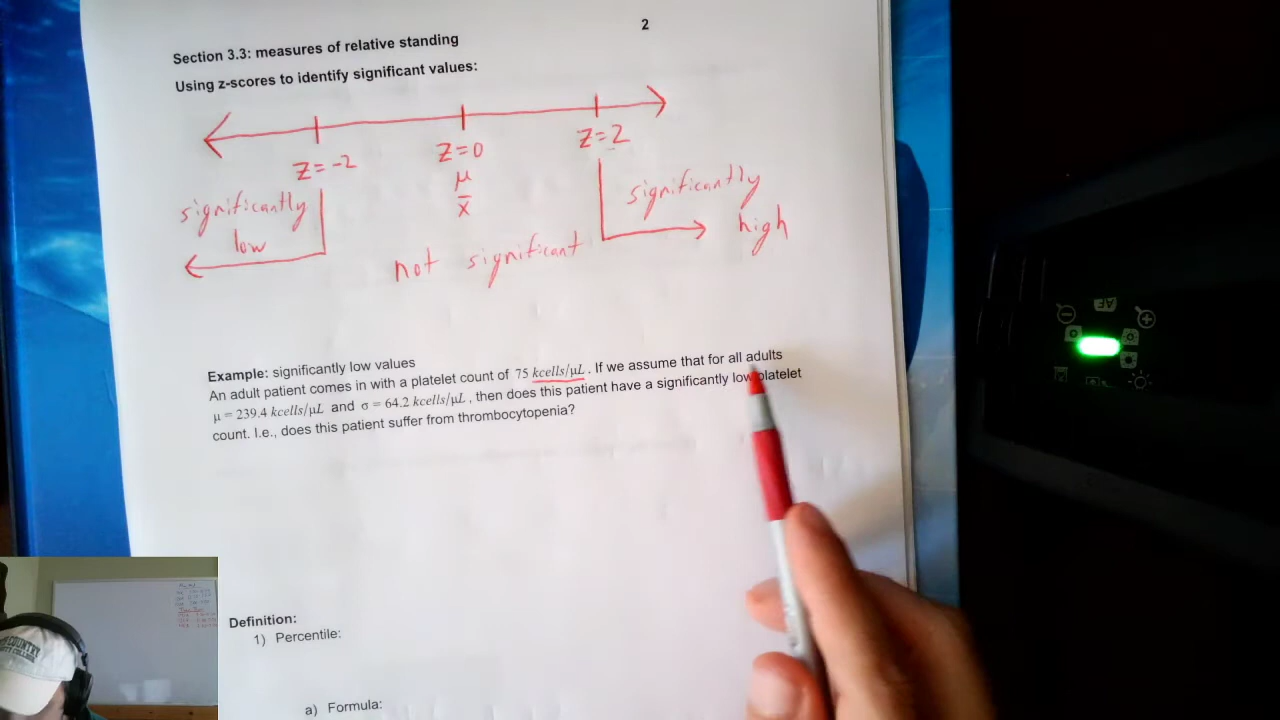 2
Section 3.3: measures of relative standing
Using z-scores to identify significant values:
z=-2 z=0 z=2
μ
x̄
significantly
low
not significant
significantly
high
Example: significantly low values
An adult patient comes in with a platelet count of 75 kcells/μL. If we assume that for all adults
μ = 239.4 kcells/μL and σ = 64.2 kcells/μL, then does this patient have a significantly low platelet
count. I.e., does this patient suffer from thrombocytopenia?
Definition:
1) Percentile:
a) Formula:
AF